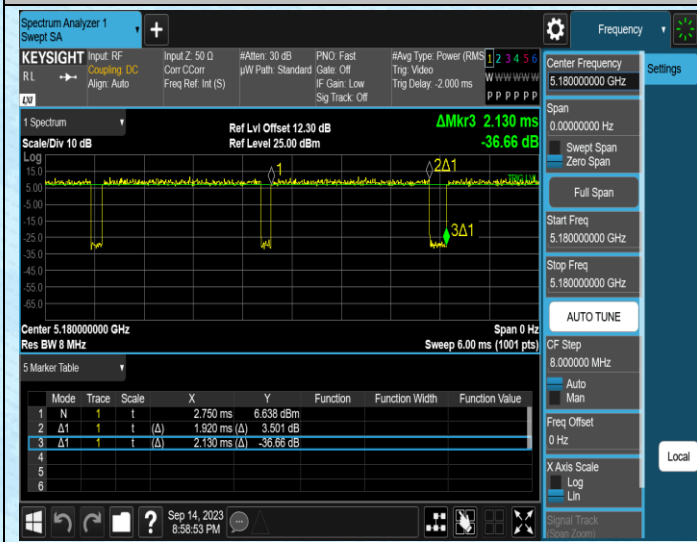 Spectrum Analyzer 1
Swept SA
Frequency
KEYSIGHT
RL
LXI
Input: RF
Coupling: DC
Align: Auto
Input Z: 50 Ω
Corr CCorr
Freq Ref: Int (S)
#Atten: 30 dB
µW Path: Standard
PNO: Fast
Gate: Off
IF Gain: Low
Sig Track: Off
#Avg Type: Power (RMS
Trig: Video
Trig Delay: -2.000 ms
1 2 3 4 5 6
W W W W W W
P P P P P P
1 Spectrum
Scale/Div 10 dB
Ref Lvl Offset 12.30 dB
Ref Level 25.00 dBm
ΔMkr3 2.130 ms
-36.66 dB
Log
15.0
5.00
-5.00
-15.0
-25.0
-35.0
-45.0
-55.0
-65.0
1
2Δ1
TRIG LVL
3Δ1
Center 5.180000000 GHz
Res BW 8 MHz
Span 0 Hz
Sweep 6.00 ms (1001 pts)
5 Marker Table
Mode Trace Scale X Y Function Function Width Function Value
1 N 1 t 2.750 ms 6.638 dBm
2 Δ1 1 t (Δ) 1.920 ms (Δ) 3.501 dB
3 Δ1 1 t (Δ) 2.130 ms (Δ) -36.66 dB
4
5
6
Sep 14, 2023
8:58:53 PM
Center Frequency
5.180000000 GHz
Span
0.00000000 Hz
Swept Span
Zero Span
Full Span
Start Freq
5.180000000 GHz
Stop Freq
5.180000000 GHz
AUTO TUNE
CF Step
8.000000 MHz
Auto
Man
Freq Offset
0 Hz
X Axis Scale
Log
Lin
Signal Track
(Span Zoom)
Settings
Local